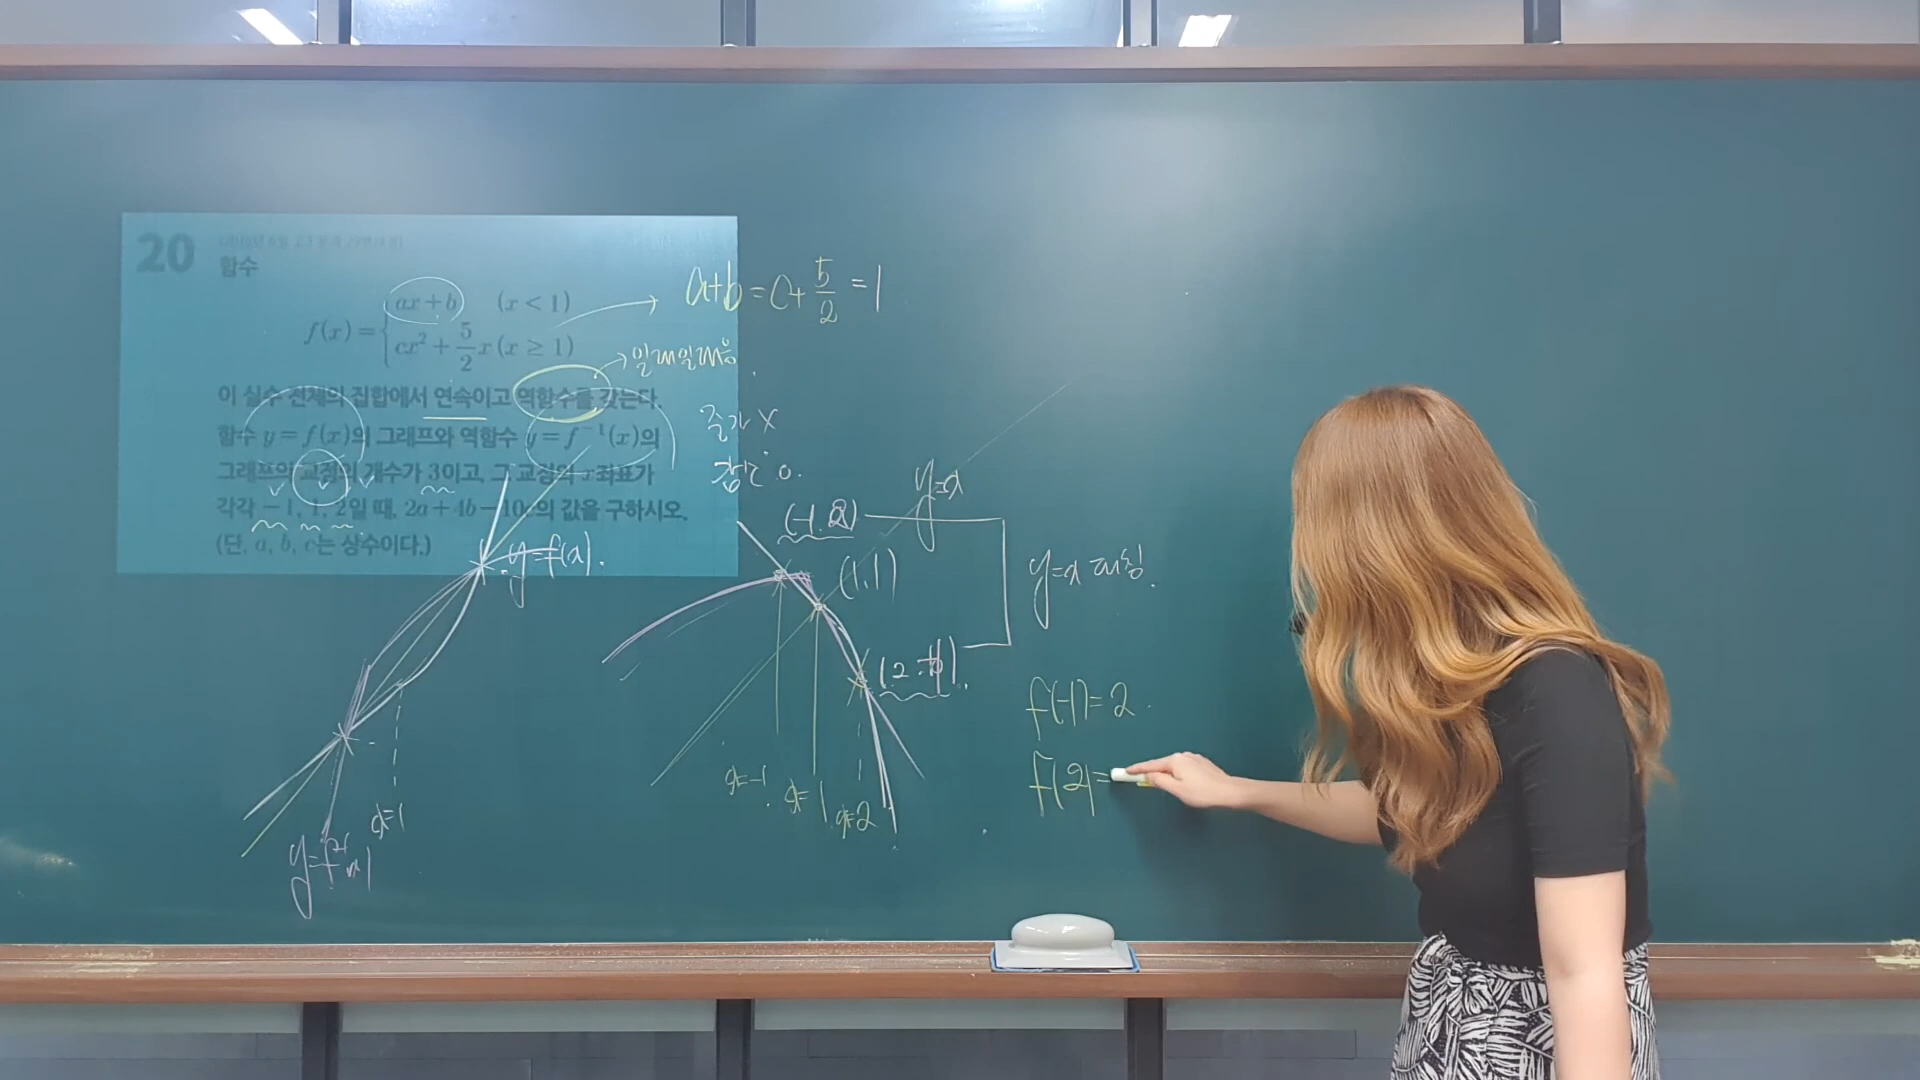 20
함수
f(x) = { ax+b (x < 1)
cx² + 5/2 x (x ≥ 1)
이 실수 전체의 집합에서 연속이고 역함수를 갖는다.
함수 y = f(x)의 그래프와 역함수 y = f⁻¹(x)의
그래프의 교점의 개수가 3이고, 그 교점의 x좌표가
각각 −1, 1, 2일 때, 2a + 4b − 10c의 값을 구하시오.
(단, a, b, c는 상수이다.)
a+b = c+ 5/2 = 1
→ 일대일대응
증가 X
감소 o.
y=f(x).
x=1
y=f⁻¹(x)
(-1, 2)
y=x
(1,1)
(2, -1)
x=-1
x=1
x=2
y=x 대칭.
f(-1)=2
f(2)=